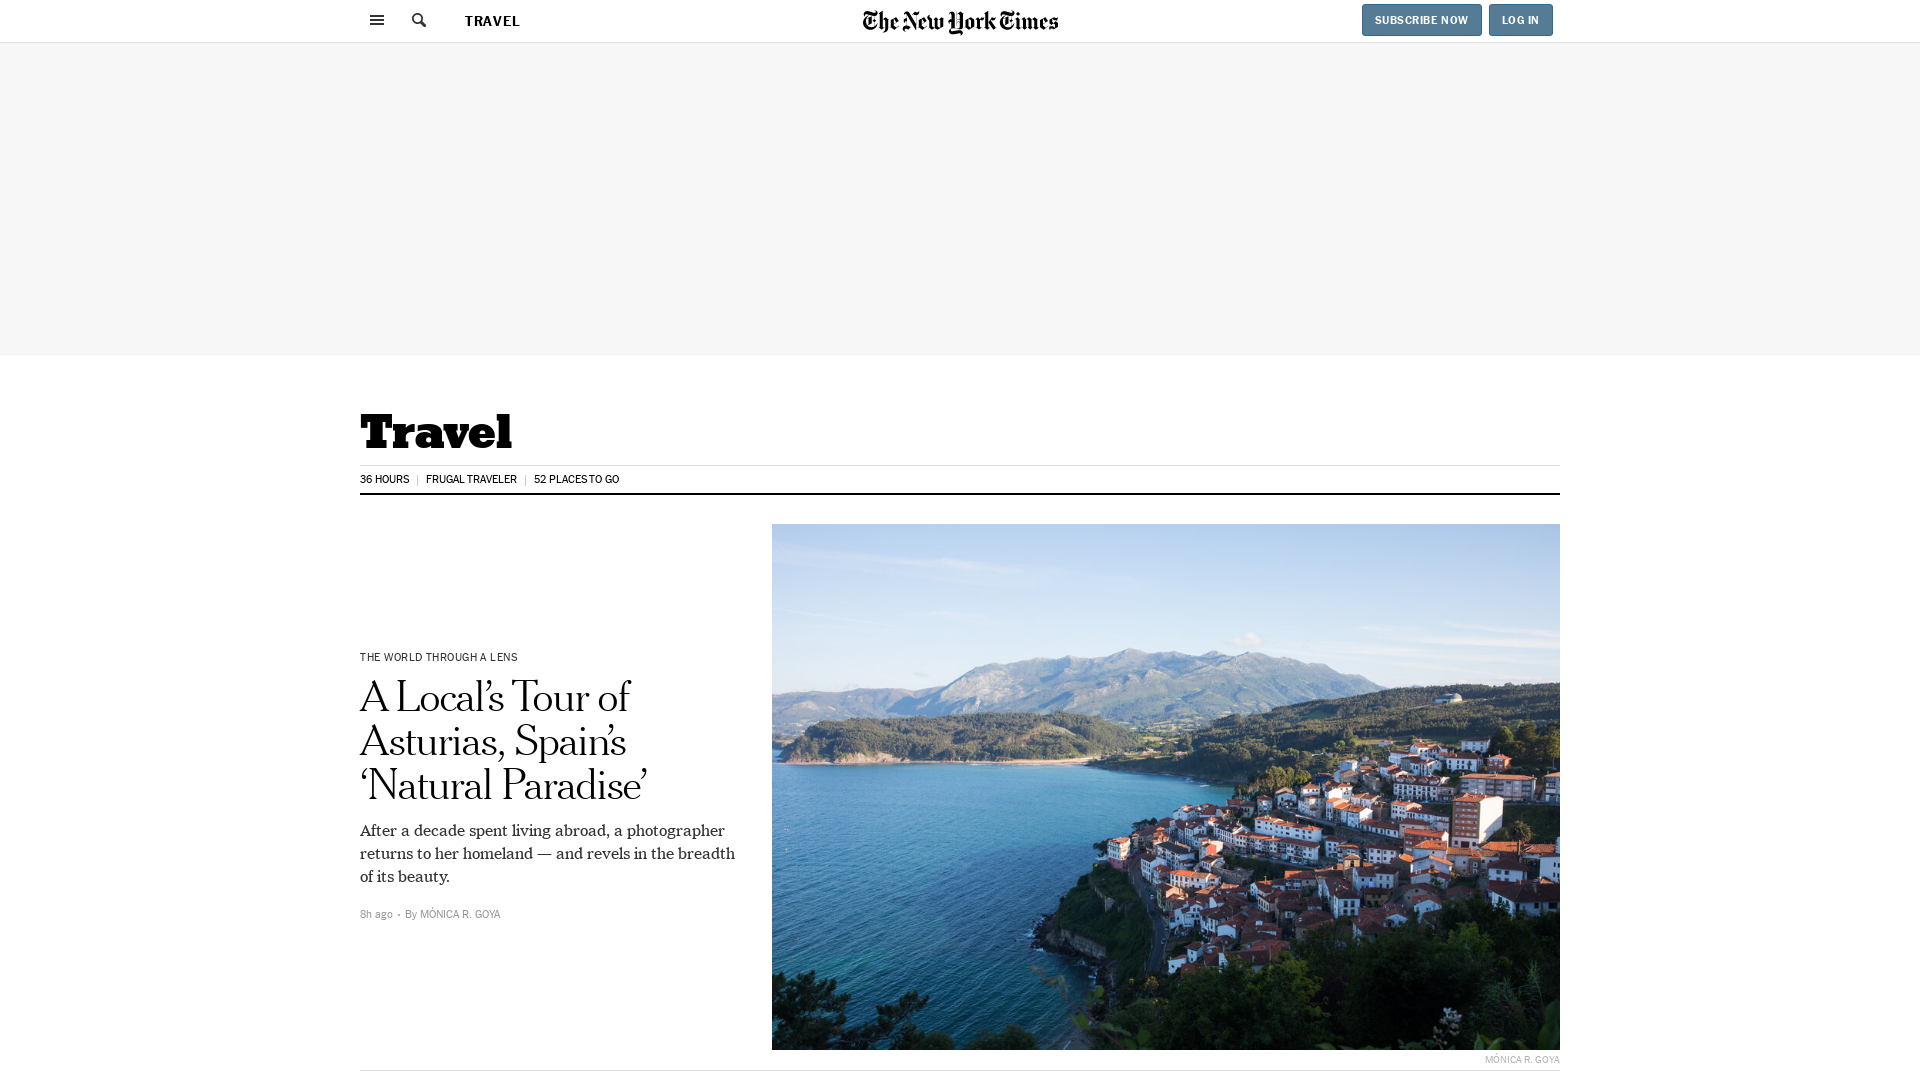 TRAVEL
The New York Times
SUBSCRIBE NOW
LOG IN
Travel
36 HOURS
FRUGAL TRAVELER
52 PLACES TO GO
THE WORLD THROUGH A LENS
A Local’s Tour of
Asturias, Spain’s
‘Natural Paradise’
After a decade spent living abroad, a photographer
returns to her homeland — and revels in the breadth
of its beauty.
8h ago • By MÓNICA R. GOYA
MÓNICA R. GOYA